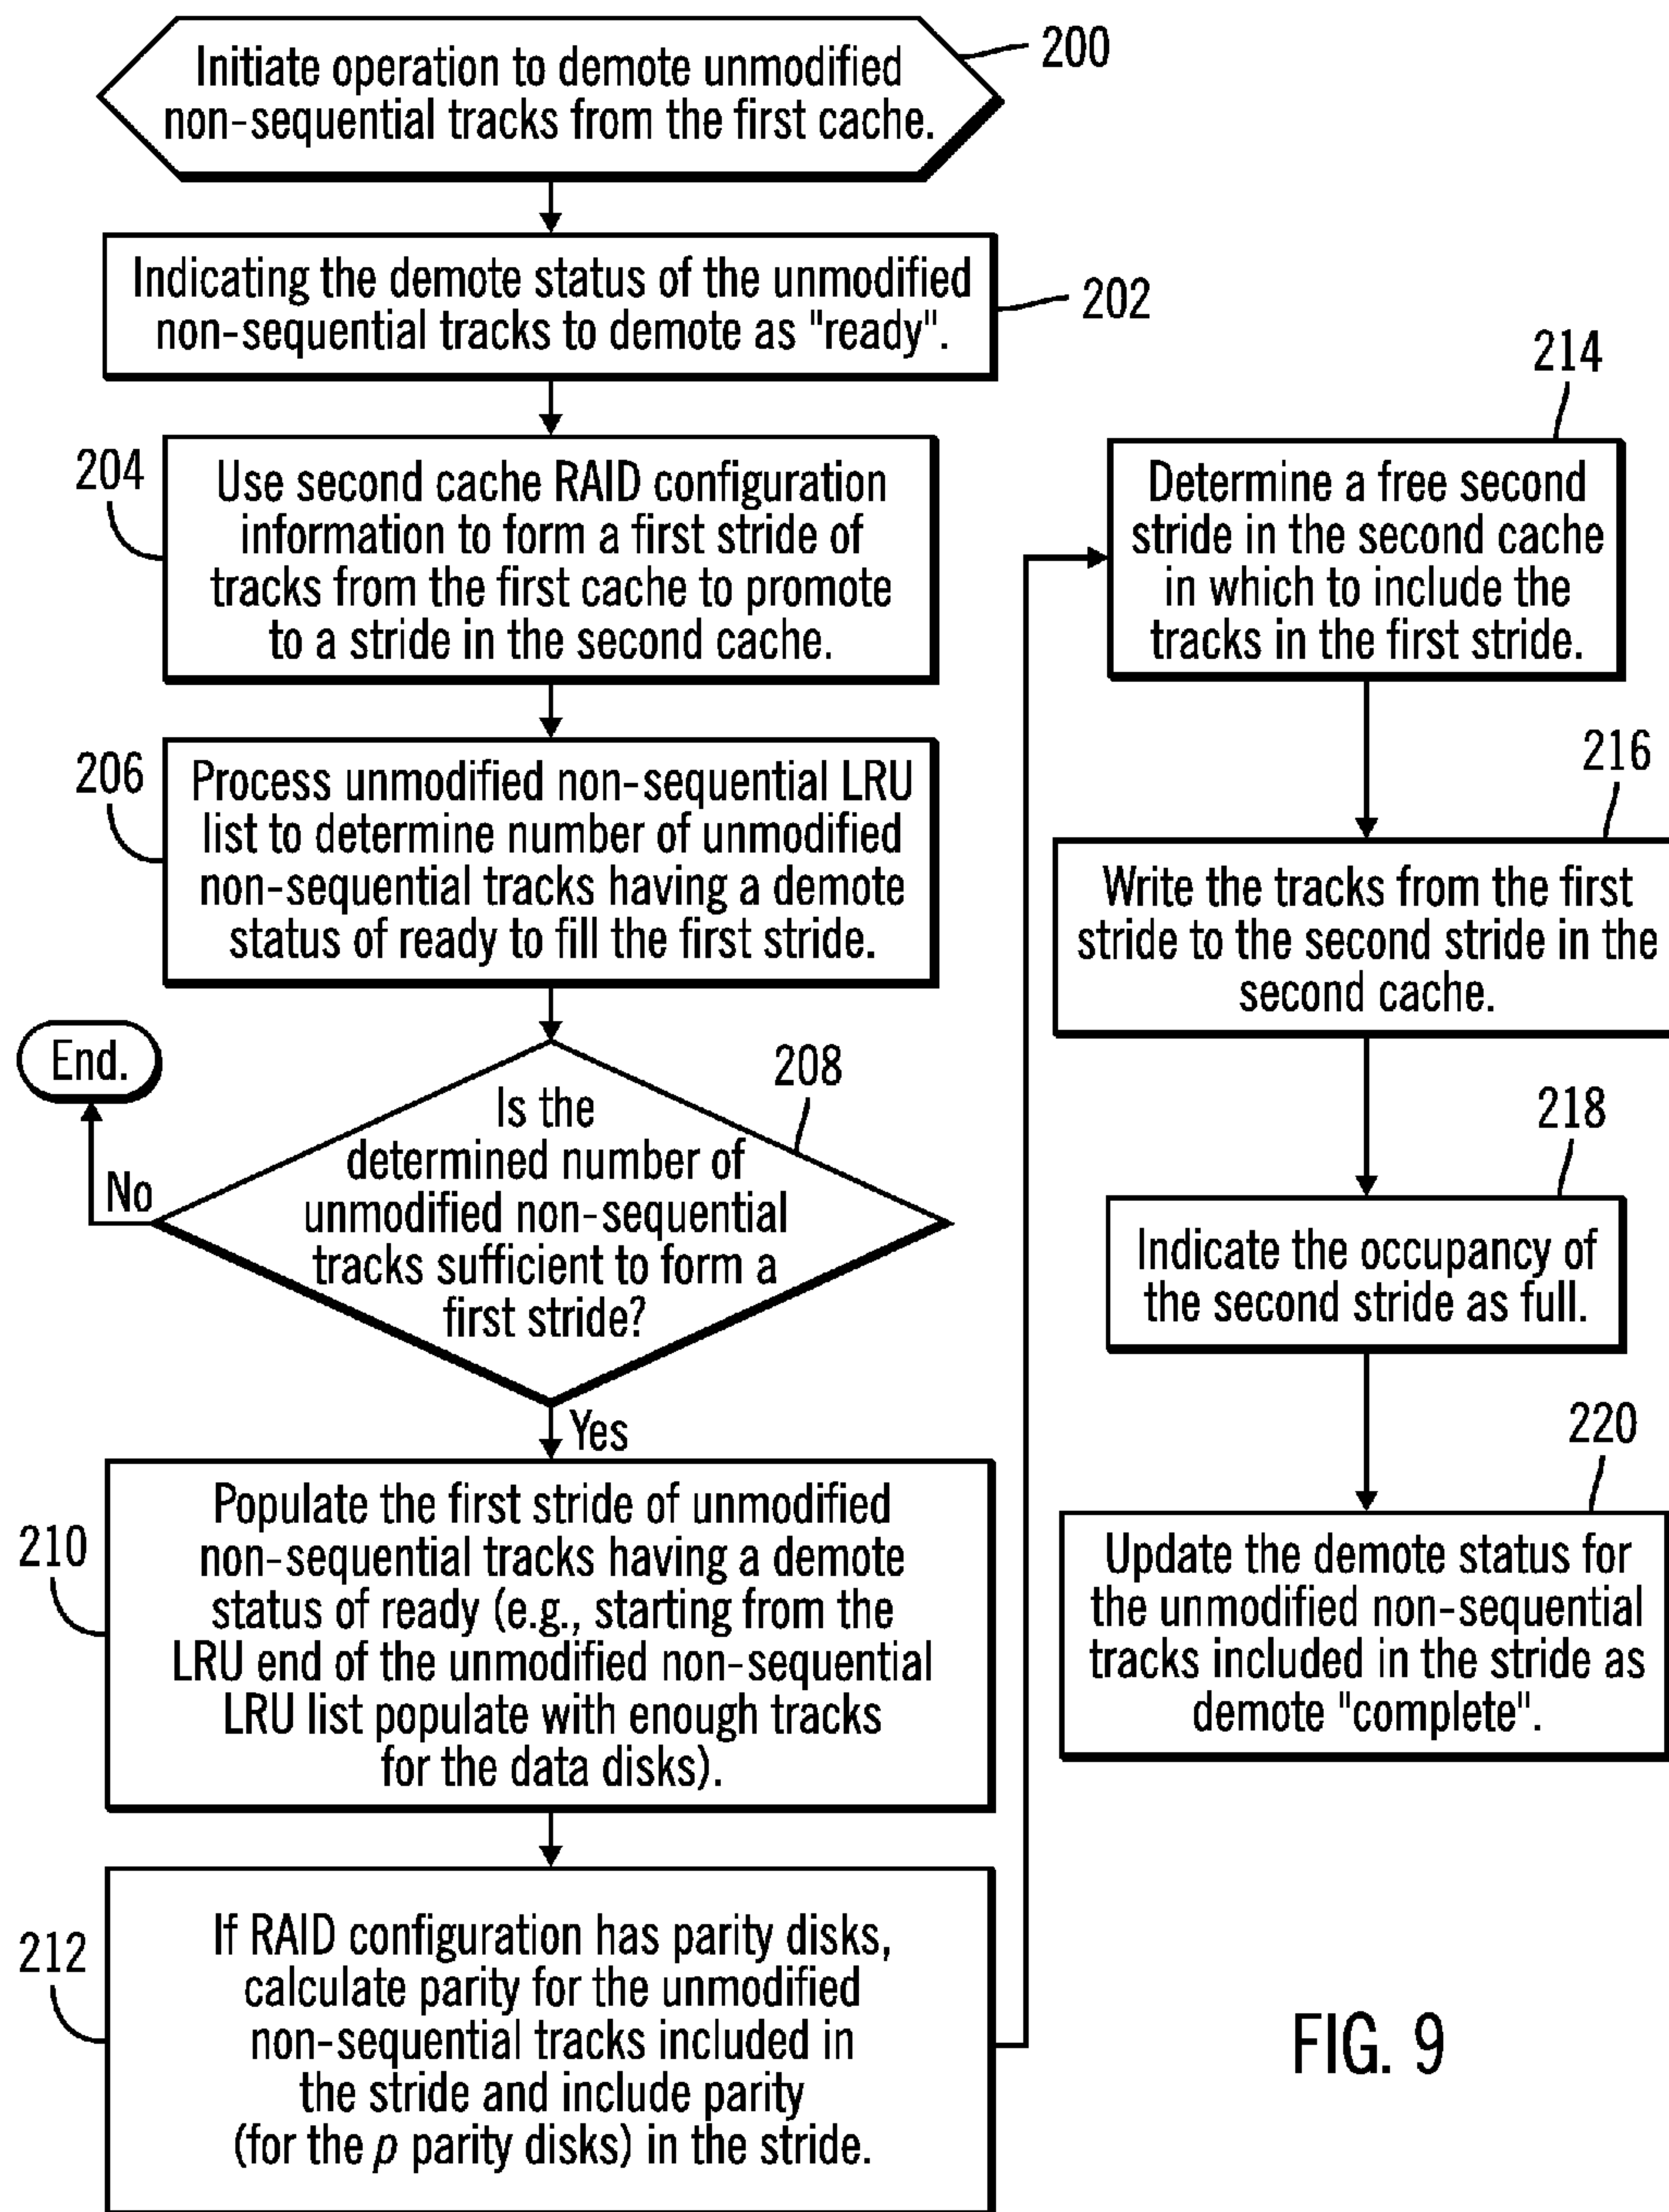 Initiate operation to demote unmodified
non-sequential tracks from the first cache.
200
Indicating the demote status of the unmodified
non-sequential tracks to demote as "ready".
202
204
Use second cache RAID configuration
information to form a first stride of
tracks from the first cache to promote
to a stride in the second cache.
206
Process unmodified non-sequential LRU
list to determine number of unmodified
non-sequential tracks having a demote
status of ready to fill the first stride.
End.
No
208
Is the
determined number of
unmodified non-sequential
tracks sufficient to form a
first stride?
Yes
210
Populate the first stride of unmodified
non-sequential tracks having a demote
status of ready (e.g., starting from the
LRU end of the unmodified non-sequential
LRU list populate with enough tracks
for the data disks).
212
If RAID configuration has parity disks,
calculate parity for the unmodified
non-sequential tracks included in
the stride and include parity
(for the p parity disks) in the stride.
214
Determine a free second
stride in the second cache
in which to include the
tracks in the first stride.
216
Write the tracks from the first
stride to the second stride in the
second cache.
218
Indicate the occupancy of
the second stride as full.
220
Update the demote status for
the unmodified non-sequential
tracks included in the stride as
demote "complete".
FIG. 9